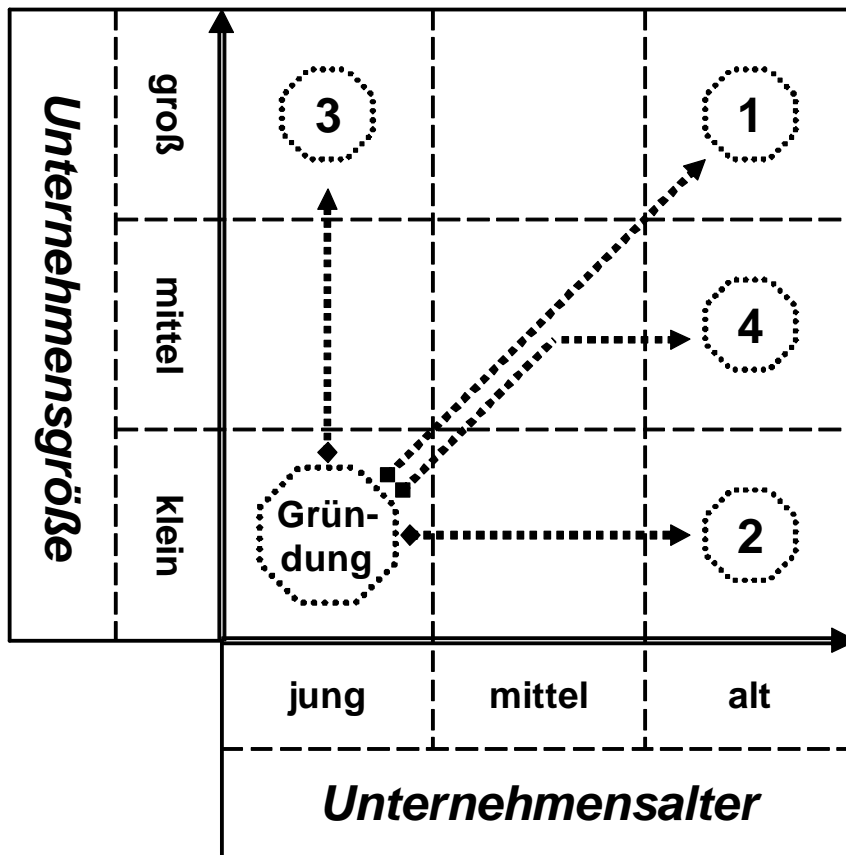 Unternehmensgröße
groß
3
1
mittel
4
klein
Grün-
dung
2
jung
mittel
alt
Unternehmensalter